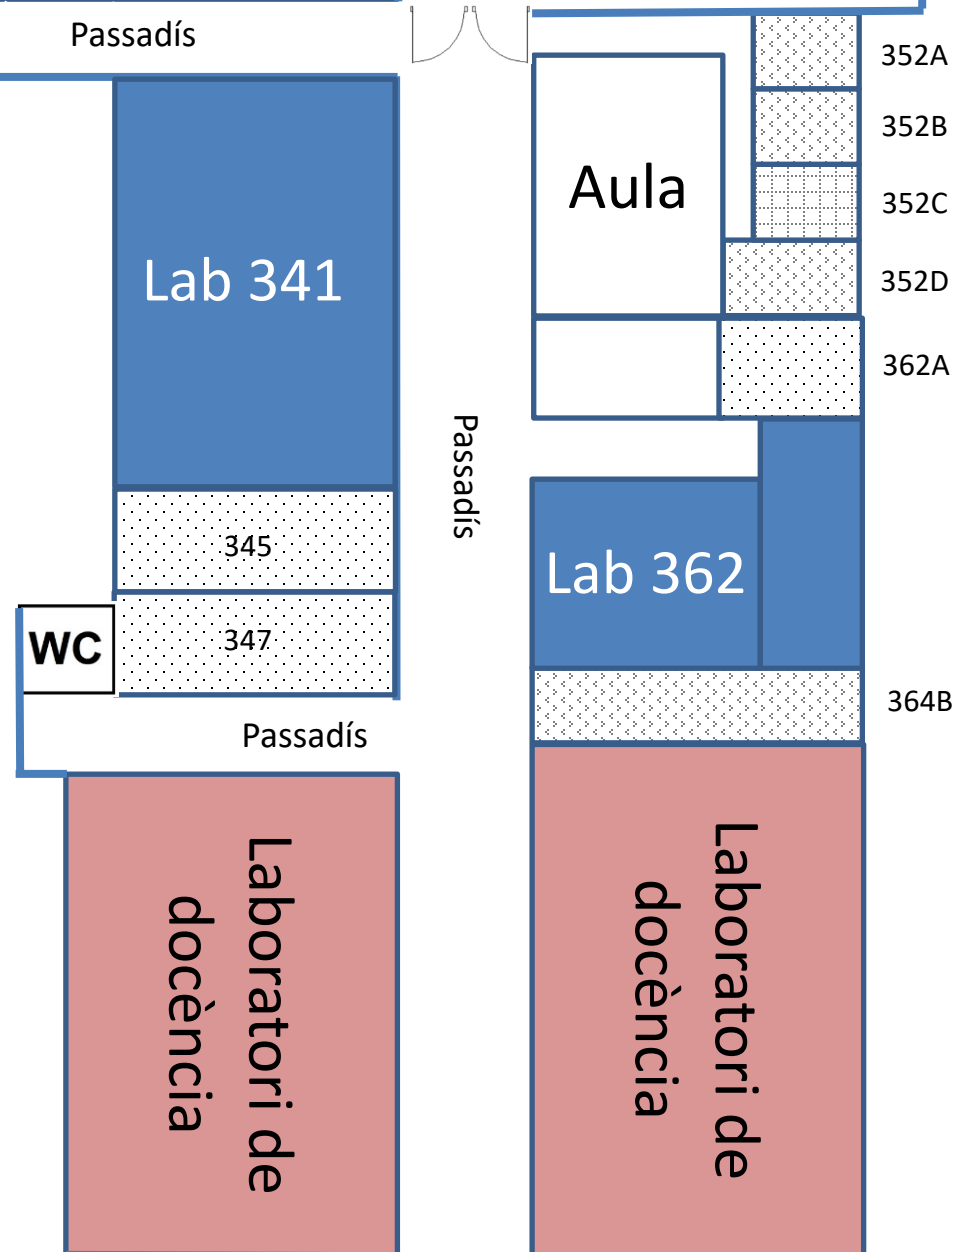 Passadís
352A
352B
352C
352D
362A
Aula
Lab 341
Passadís
345
347
WC
Lab 362
364B
Passadís
Laboratori de
docència
Laboratori de
docència